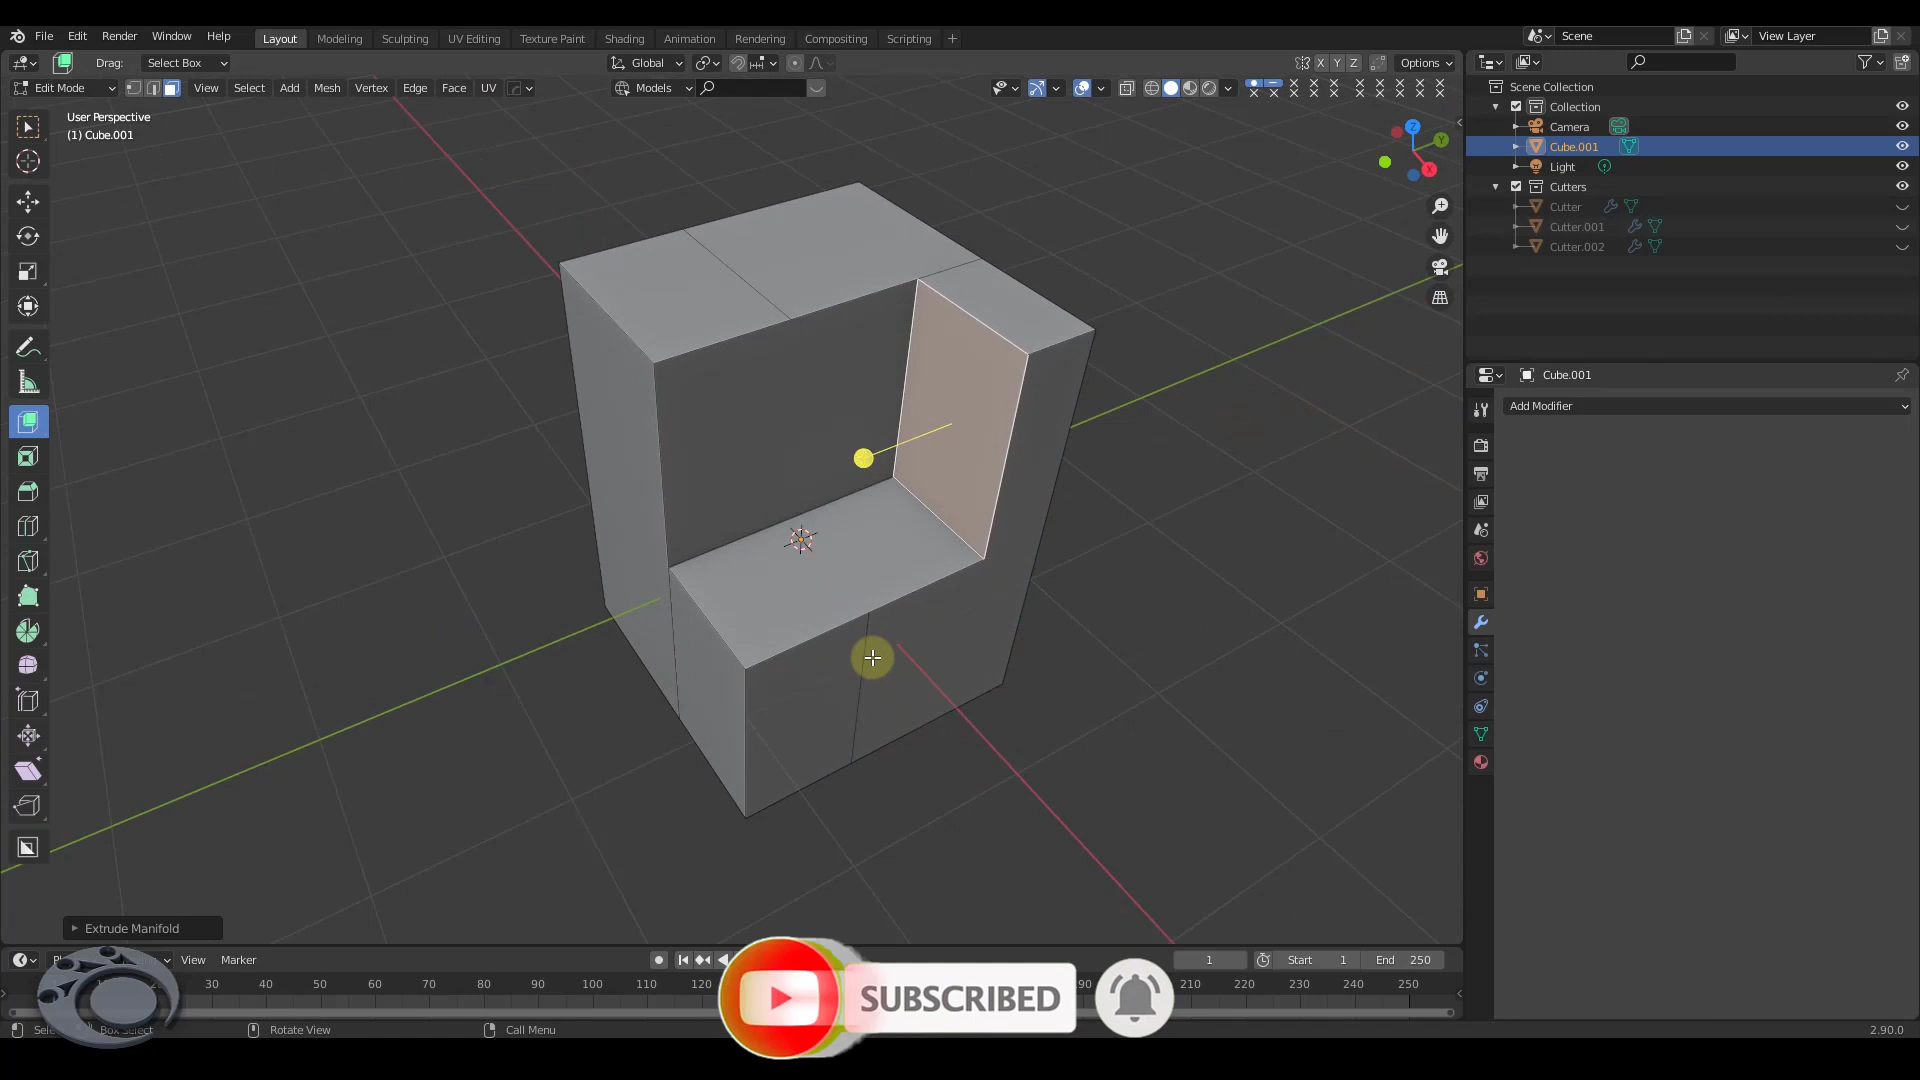 File Edit Render Window Help Layout Modeling Sculpting UV Editing Texture Paint Shading Animation Rendering Compositing Scripting Scene View Layer
Drag: Select Box Global X Y Z Options
Edit Mode View Select Add Mesh Vertex Edge Face UV Models
User Perspective
(1) Cube.001
Z
Y
X
Scene Collection
Collection
Camera
Cube.001
Light
Cutters
Cutter
Cutter.001
Cutter.002
Cube.001
Add Modifier
Extrude Manifold
View Marker 1 Start 1 End 250
30 40 50 60 70 80 90 100 110 120 210 220 230 240 250
SUBSCRIBED
Box Select Rotate View Call Menu 2.90.0